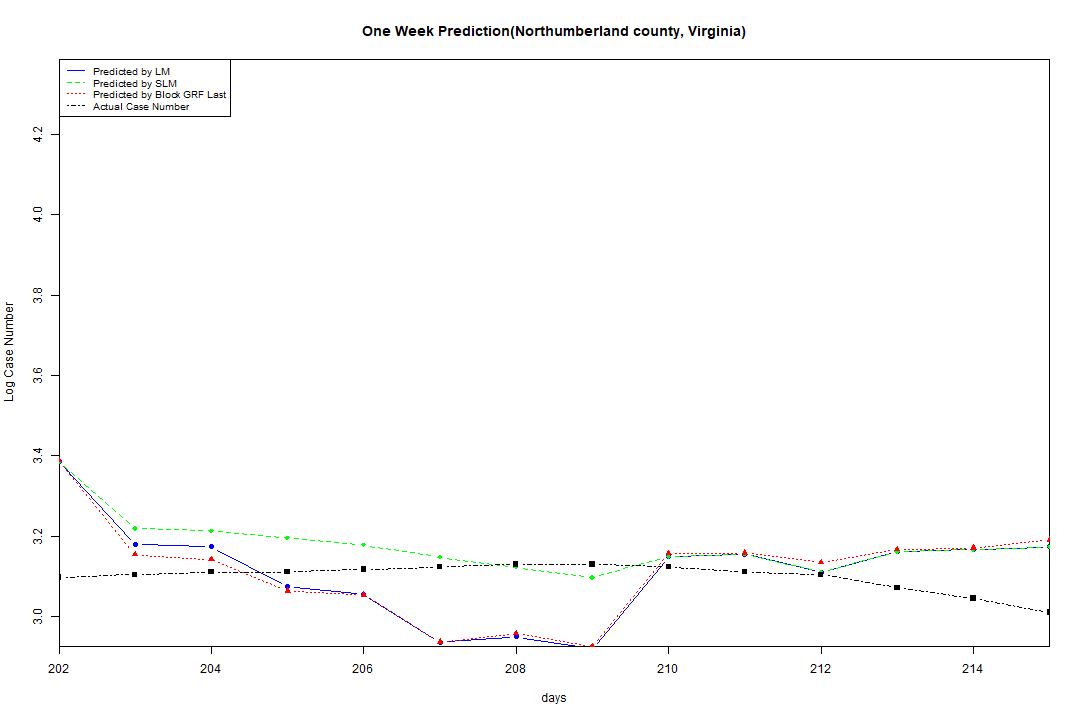 One Week Prediction(Northumberland county, Virginia)
Predicted by LM
Predicted by SLM
Predicted by Block GRF Last
Actual Case Number
4.2
4.0
3.8
3.6
3.4
3.2
3.0
Log Case Number
202 204 206 208 210 212 214
days